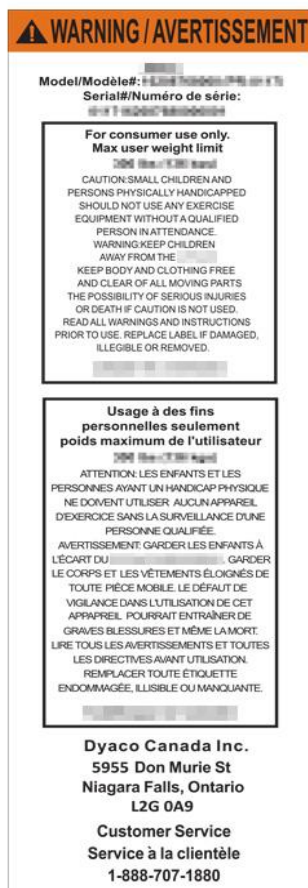 WARNING / AVERTISSEMENT
Model/Modèle#:
Serial#/Numéro de série:
For consumer use only.
Max user weight limit
CAUTION:SMALL CHILDREN AND
PERSONS PHYSICALLY HANDICAPPED
SHOULD NOT USE ANY EXERCISE
EQUIPMENT WITHOUT A QUALIFIED
PERSON IN ATTENDANCE.
WARNING:KEEP CHILDREN
AWAY FROM THE
KEEP BODY AND CLOTHING FREE
AND CLEAR OF ALL MOVING PARTS
THE POSSIBILITY OF SERIOUS INJURIES
OR DEATH IF CAUTION IS NOT USED.
READ ALL WARNINGS AND INSTRUCTIONS
PRIOR TO USE. REPLACE LABEL IF DAMAGED,
ILLEGIBLE OR REMOVED.
Usage à des fins
personnelles seulement
poids maximum de l'utilisateur
ATTENTION: LES ENFANTS ET LES
PERSONNES AYANT UN HANDICAP PHYSIQUE
NE DOIVENT UTILISER AUCUN APPAREIL
D'EXERCICE SANS LA SURVEILLANCE D'UNE
PERSONNE QUALIFIÉE.
AVERTISSEMENT: GARDER LES ENFANTS À
L'ÉCART DU . GARDER
LE CORPS ET LES VÊTEMENTS ÉLOIGNÉS DE
TOUTE PIÈCE MOBILE. LE DÉFAUT DE
VIGILANCE DANS L'UTILISATION DE CET
APPAPREIL POURRAIT ENTRAÎNER DE
GRAVES BLESSURES ET MÊME LA MORT.
LIRE TOUS LES AVERTISSEMENTS ET TOUTES
LES DIRECTIVES AVANT UTILISATION.
REMPLACER TOUTE ÉTIQUETTE
ENDOMMAGÉE, ILLISIBLE OU MANQUANTE.
Dyaco Canada Inc.
5955 Don Murie St
Niagara Falls, Ontario
L2G 0A9
Customer Service
Service à la clientèle
1-888-707-1880